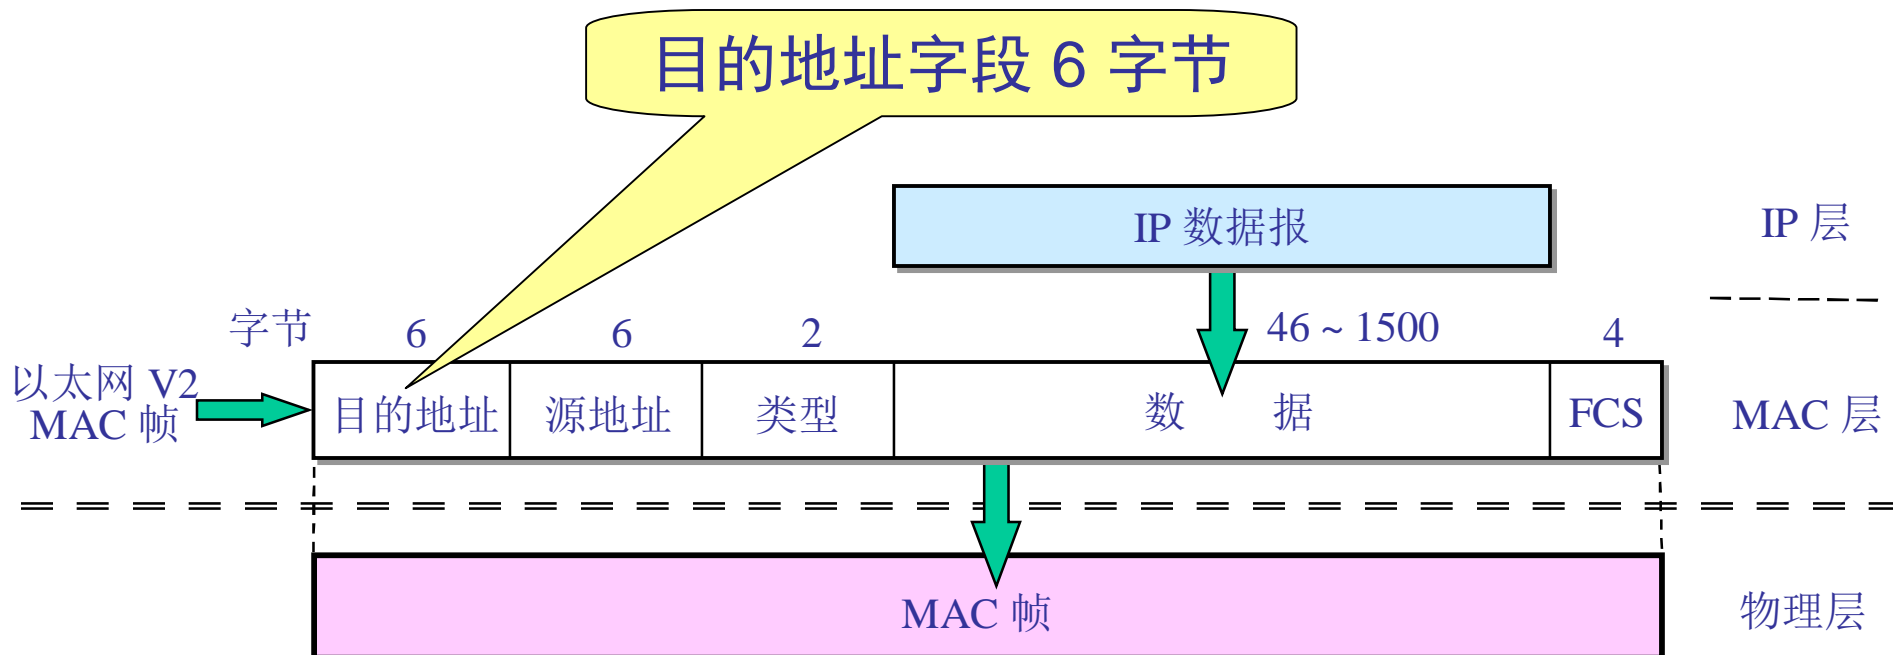 目的地址字段 6 字节
IP 数据报
IP 层
字节
6
6
2
46 ~ 1500
4
以太网 V2
MAC 帧
目的地址
源地址
类型
数 据
FCS
MAC 层
MAC 帧
物理层